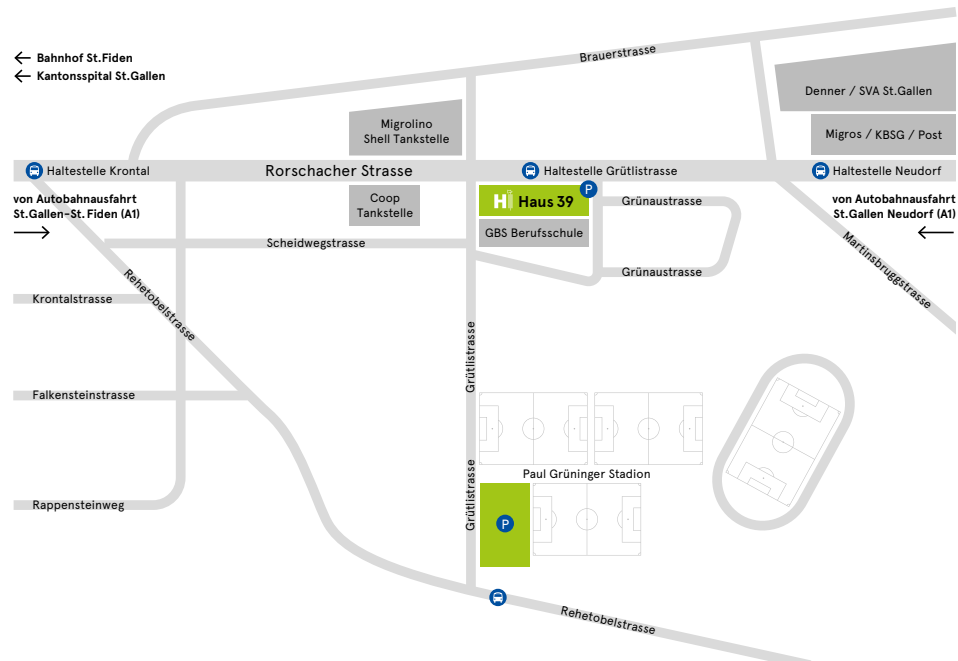 Brauerstrasse
← Bahnhof St.Fiden
← Kantonsspital St.Gallen
Denner / SVA St.Gallen
Migrolino
Shell Tankstelle
Migros / KBSG / Post
Haltestelle Krontal
Rorschacher Strasse
Haltestelle Grütlistrasse
Haltestelle Neudorf
P
von Autobahnausfahrt
St.Gallen-St. Fiden (A1)
→
Coop
Tankstelle
Hi Haus 39
Grünaustrasse
von Autobahnausfahrt
St.Gallen Neudorf (A1)
←
GBS Berufsschule
Scheidwegstrasse
Grünaustrasse
Martinsbruggstrasse
Krontalstrasse
Rehetobelstrasse
Grütlistrasse
Falkensteinstrasse
Paul Grüninger Stadion
Grütlistrasse
Rappensteinweg
P
Rehetobelstrasse